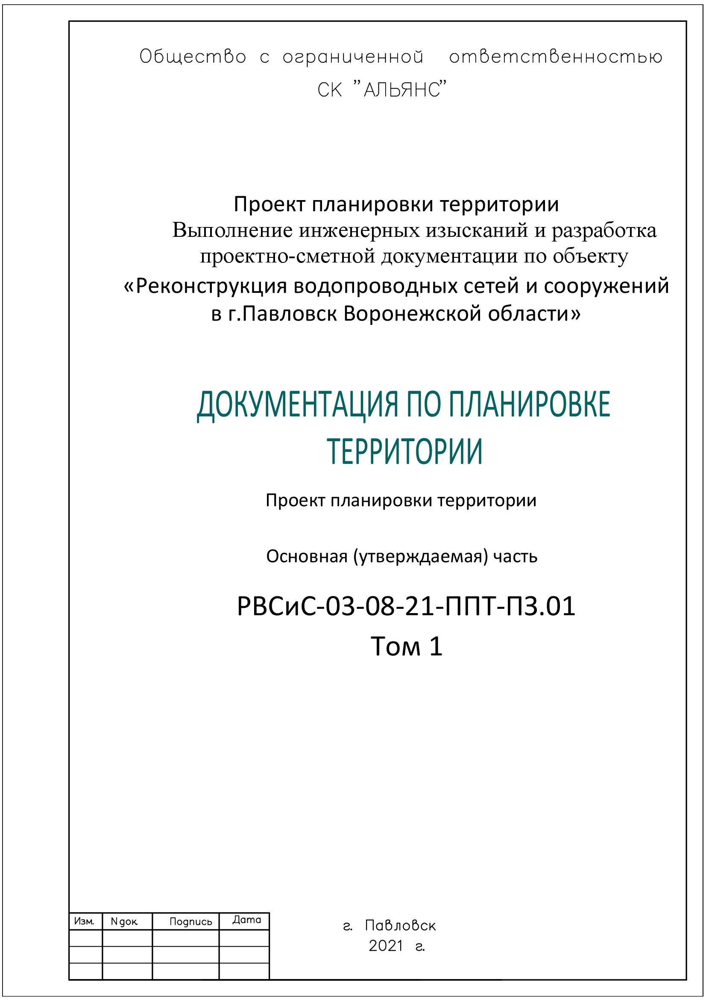 Общество с ограниченной ответственностью
СК "АЛЬЯНС"
Проект планировки территории
Выполнение инженерных изысканий и разработка
проектно-сметной документации по объекту
«Реконструкция водопроводных сетей и сооружений
в г.Павловск Воронежской области»
ДОКУМЕНТАЦИЯ ПО ПЛАНИРОВКЕ
ТЕРРИТОРИИ
Проект планировки территории
Основная (утверждаемая) часть
РВСиС-03-08-21-ППТ-ПЗ.01
Том 1
Изм. N док. Подпись Дата
г. Павловск
2021 г.